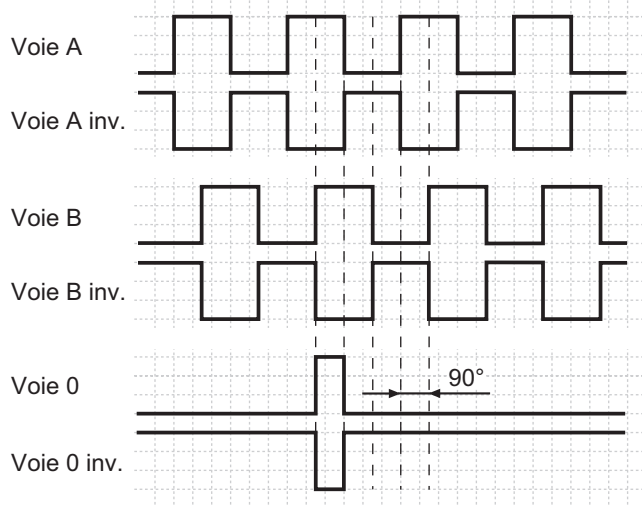 Voie A
Voie A inv.
Voie B
Voie B inv.
Voie 0
90°
Voie 0 inv.